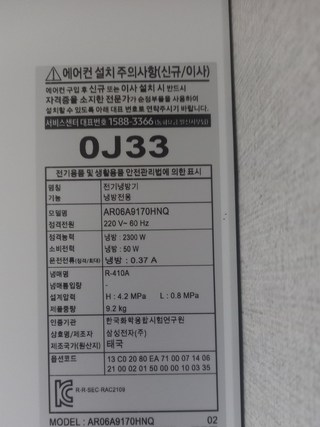 ⚠ 에어컨 설치 주의사항(신규/이사)
에어컨 구입 후 신규 또는 이사 설치 시 반드시
자격증을 소지한 전문가가 순정부품을 사용하여
설치할 수 있도록 아래 대표번호로 연락해주시기 바랍니다.
서비스센터 대표번호 1588-3366
0J33
전기용품 및 생활용품 안전관리법에 의한 표시
명칭 전기냉방기
기능 냉방전용
모델명 AR06A9170HNQ
정격전원 220 V~ 60 Hz
정격능력 냉방 : 2300 W
소비전력 냉방 : 50 W
운전전류(정격/최대) 냉방 : 0.37 A
냉매명 R-410A
냉매투입량 -
설계압력 H : 4.2 MPa L : 0.8 MPa
제품중량 9.2 kg
인증기관 한국화학융합시험연구원
상호명/제조자 삼성전자(주)
제조국가(원산지) 태국
옵션코드 13 C0 20 80 EA 71 00 07 14 06
21 00 02 01 50 00 00 10 03 35
R-R-SEC-RAC2109
MODEL : AR06A9170HNQ 02